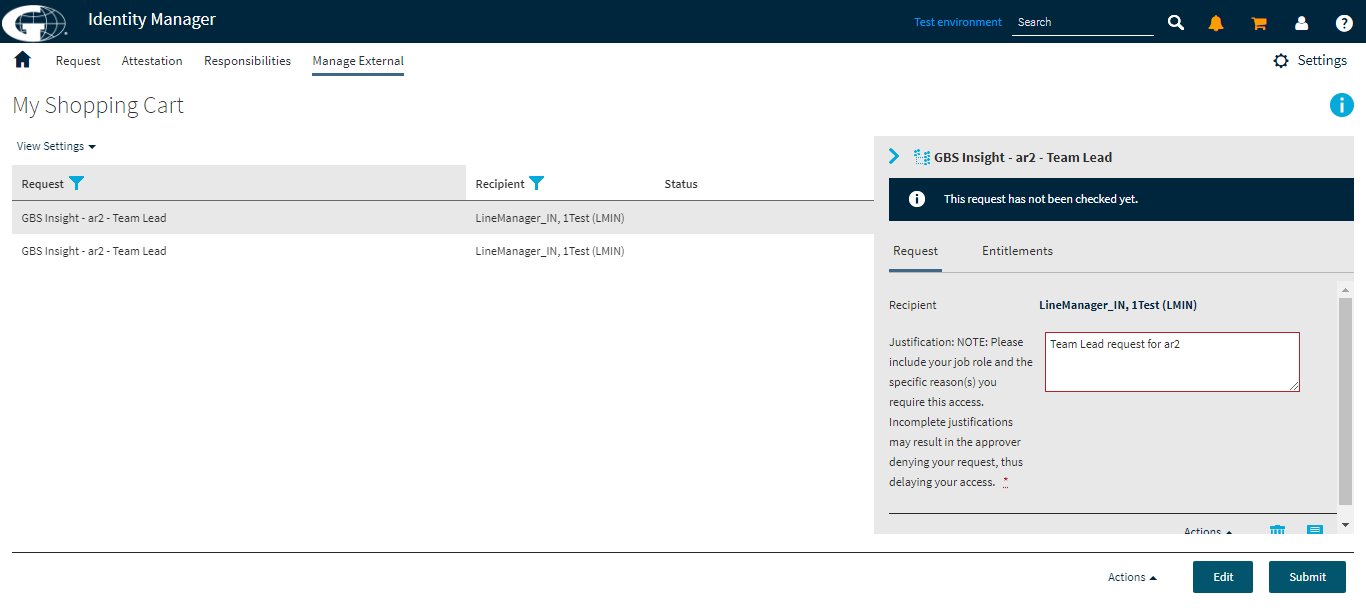 Identity Manager
Test environment
Search
Request
Attestation
Responsibilities
Manage External
Settings
My Shopping Cart
View Settings
Request
Recipient
Status
GBS Insight - ar2 - Team Lead
LineManager_IN, 1Test (LMIN)
GBS Insight - ar2 - Team Lead
LineManager_IN, 1Test (LMIN)
GBS Insight - ar2 - Team Lead
This request has not been checked yet.
Request
Entitlements
Recipient
LineManager_IN, 1Test (LMIN)
Justification: NOTE: Please
include your job role and the
specific reason(s) you
require this access.
Incomplete justifications
may result in the approver
denying your request, thus
delaying your access. *
Team Lead request for ar2
Actions
Actions
Edit
Submit